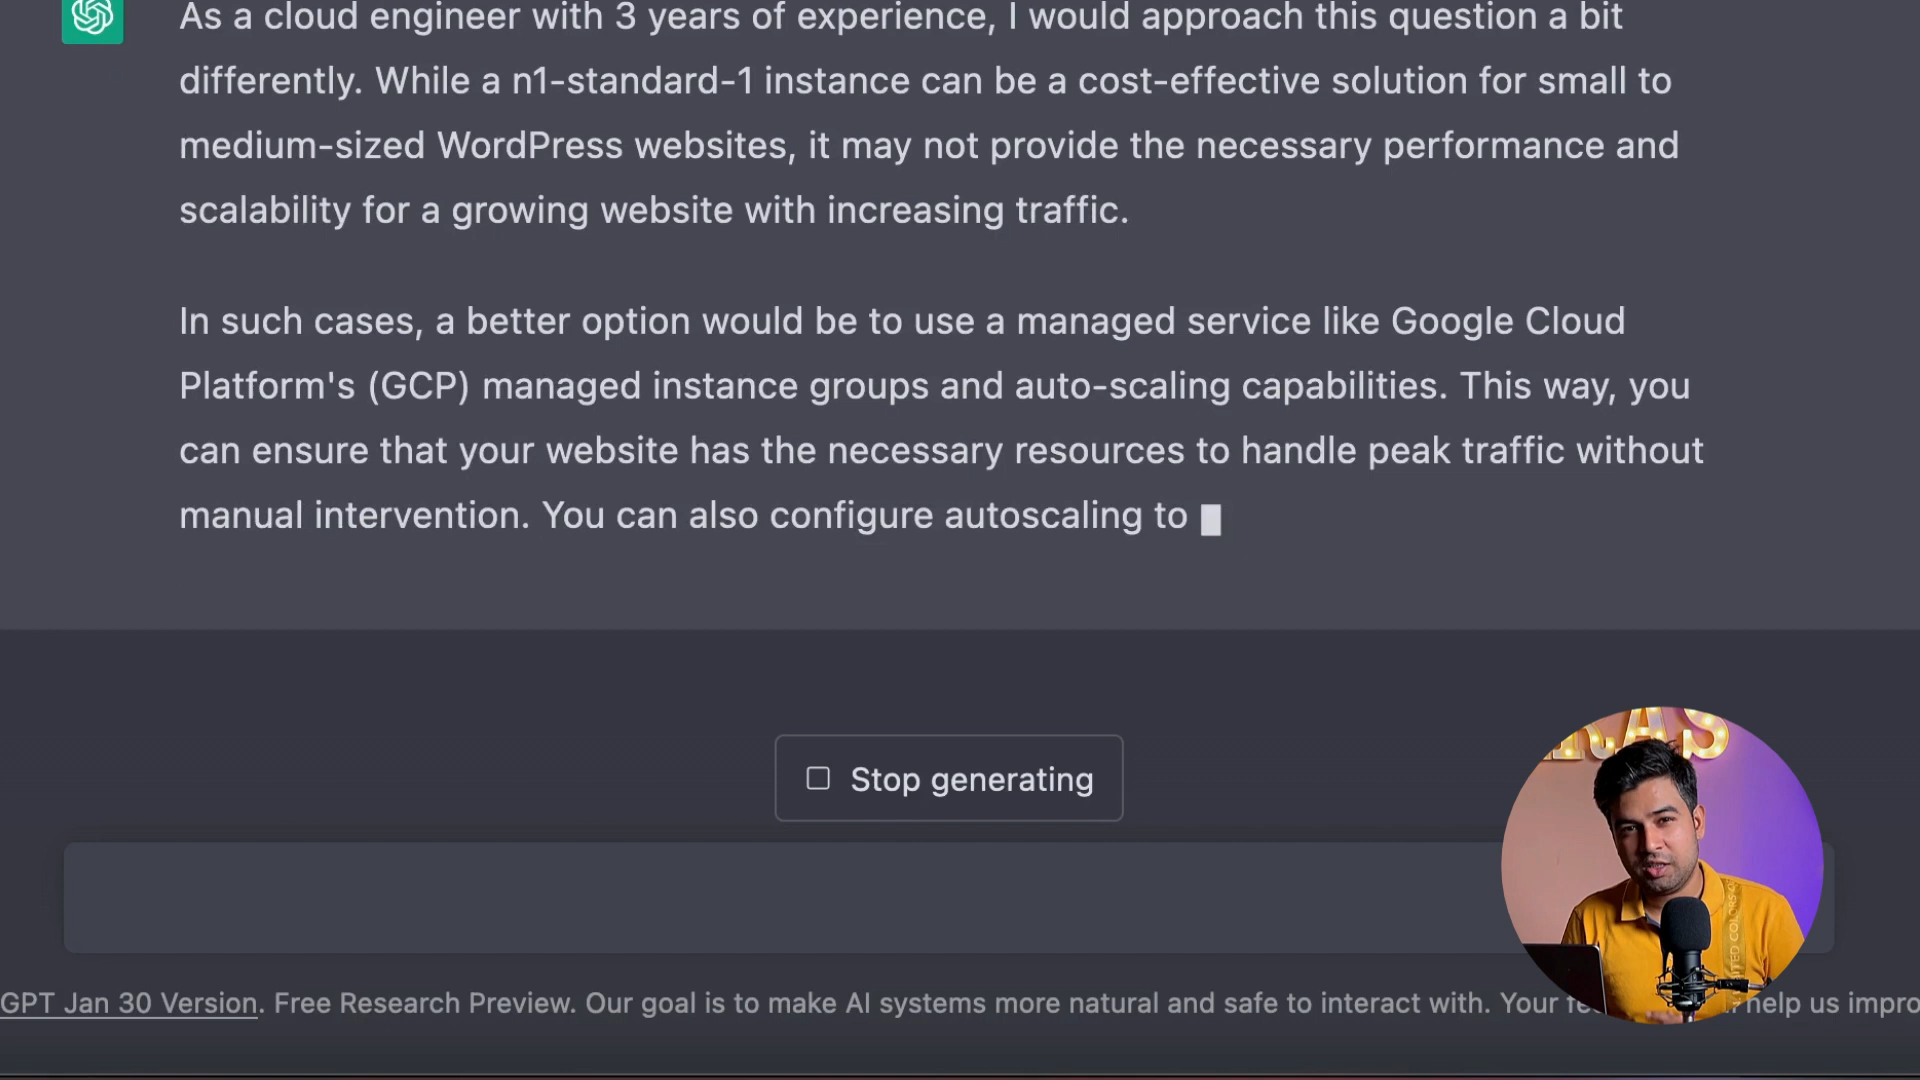 As a cloud engineer with 3 years of experience, I would approach this question a bit
differently. While a n1-standard-1 instance can be a cost-effective solution for small to
medium-sized WordPress websites, it may not provide the necessary performance and
scalability for a growing website with increasing traffic.
In such cases, a better option would be to use a managed service like Google Cloud
Platform's (GCP) managed instance groups and auto-scaling capabilities. This way, you
can ensure that your website has the necessary resources to handle peak traffic without
manual intervention. You can also configure autoscaling to
Stop generating
GPT Jan 30 Version. Free Research Preview. Our goal is to make AI systems more natural and safe to interact with. Your help us impro